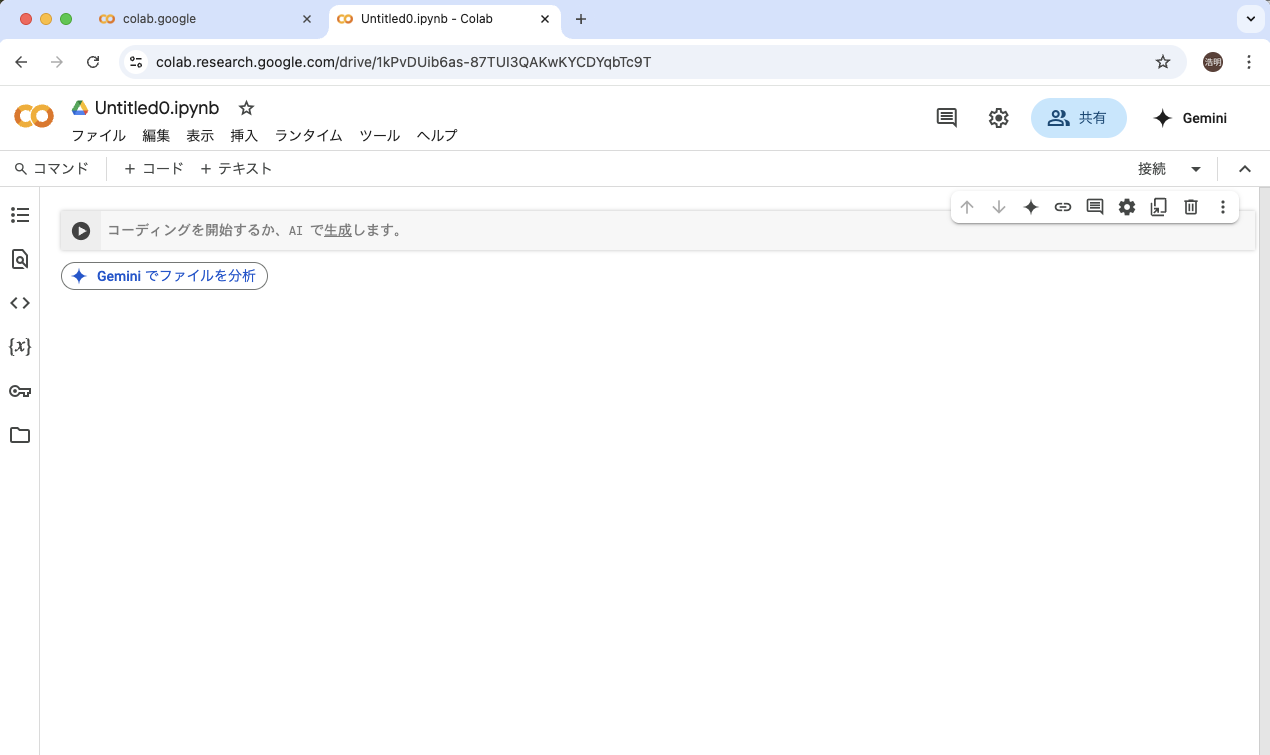 colab.google
Untitled0.ipynb - Colab
colab.research.google.com/drive/1kPvDUib6as-87TUI3QAKwKYCDYqbTc9T
浩明
Untitled0.ipynb
ファイル 編集 表示 挿入 ランタイム ツール ヘルプ
共有
Gemini
コマンド
+ コード + テキスト
接続
{x}
コーディングを開始するか、AI で生成します。
Gemini でファイルを分析